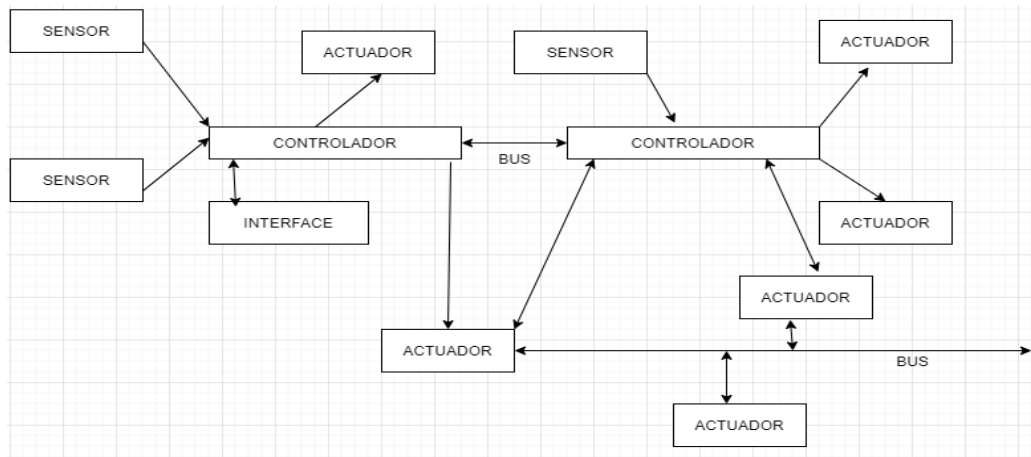 SENSOR
ACTUADOR
SENSOR
ACTUADOR
CONTROLADOR
BUS
CONTROLADOR
SENSOR
INTERFACE
ACTUADOR
ACTUADOR
ACTUADOR
BUS
ACTUADOR